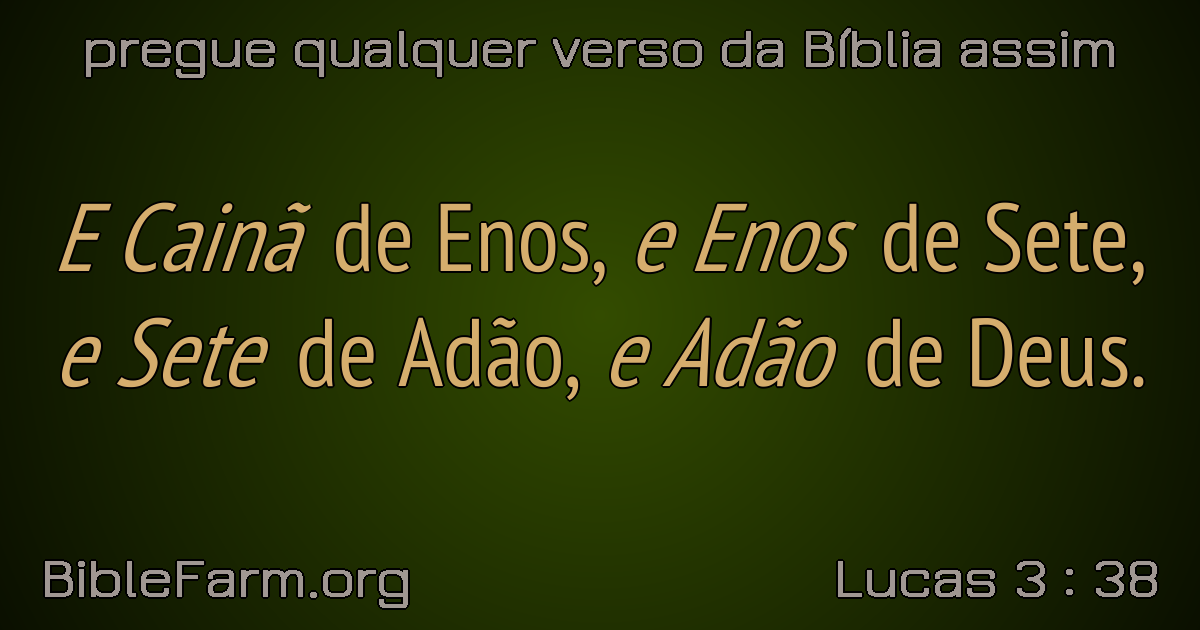 pregue qualquer verso da Bíblia assim
E Cainã de Enos, e Enos de Sete,
e Sete de Adão, e Adão de Deus.
BibleFarm.org
Lucas 3 : 38